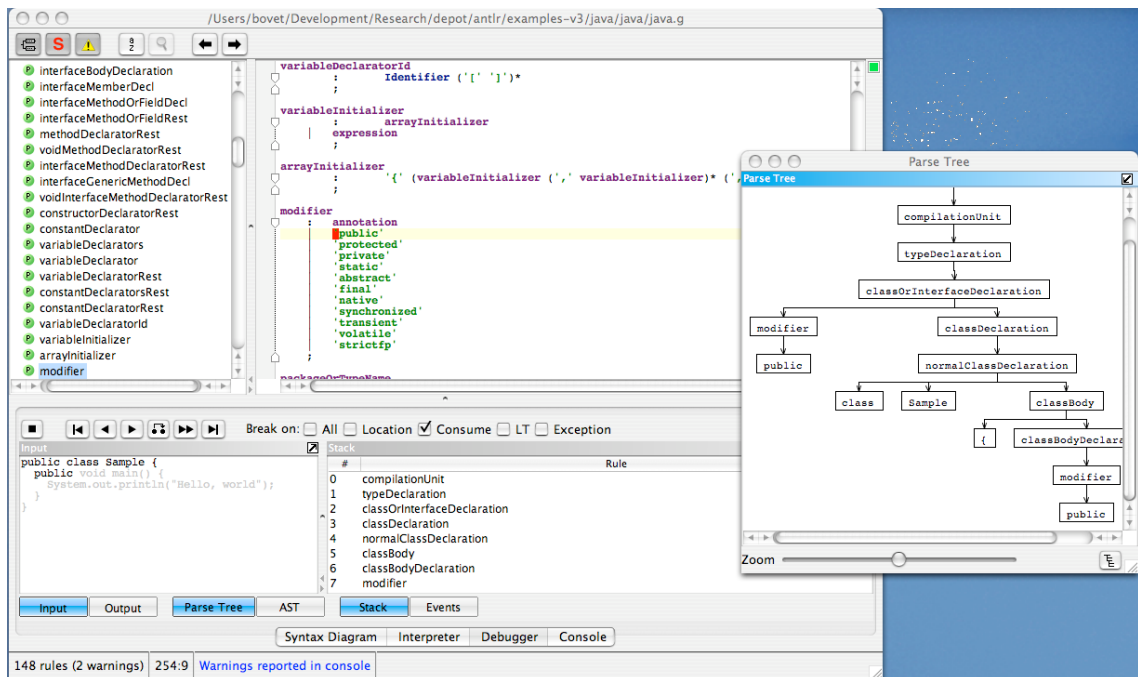 /Users/bovet/Development/Research/depot/antlr/examples-v3/java/java/java.g
S
a
z
interfaceBodyDeclaration
interfaceMemberDecl
interfaceMethodOrFieldDecl
interfaceMethodOrFieldRest
methodDeclaratorRest
voidMethodDeclaratorRest
interfaceMethodDeclaratorRest
interfaceGenericMethodDecl
voidInterfaceMethodDeclaratorRest
constructorDeclaratorRest
constantDeclarator
variableDeclarators
variableDeclarator
variableDeclaratorRest
constantDeclaratorsRest
constantDeclaratorRest
variableDeclaratorId
variableInitializer
arrayInitializer
modifier
variableDeclaratorId
: Identifier ('[' ']')*
;
variableInitializer
: arrayInitializer
| expression
;
arrayInitializer
: '{' (variableInitializer (',' variableInitializer)* (',
;
modifier
: annotation
| 'public'
| 'protected'
| 'private'
| 'static'
| 'abstract'
| 'final'
| 'native'
| 'synchronized'
| 'transient'
| 'volatile'
| 'strictfp'
;
packageOrTypeName
Parse Tree
Parse Tree
compilationUnit
typeDeclaration
classOrInterfaceDeclaration
modifier classDeclaration
public normalClassDeclaration
class Sample classBody
{ classBodyDeclara
modifier
public
Zoom
Break on: All Location Consume LT Exception
Input
public class Sample {
public void main() {
System.out.println("Hello, world");
}
}
Stack
# Rule
0 compilationUnit
1 typeDeclaration
2 classOrInterfaceDeclaration
3 classDeclaration
4 normalClassDeclaration
5 classBody
6 classBodyDeclaration
7 modifier
Input Output Parse Tree AST Stack Events
Syntax Diagram Interpreter Debugger Console
148 rules (2 warnings) 254:9 Warnings reported in console